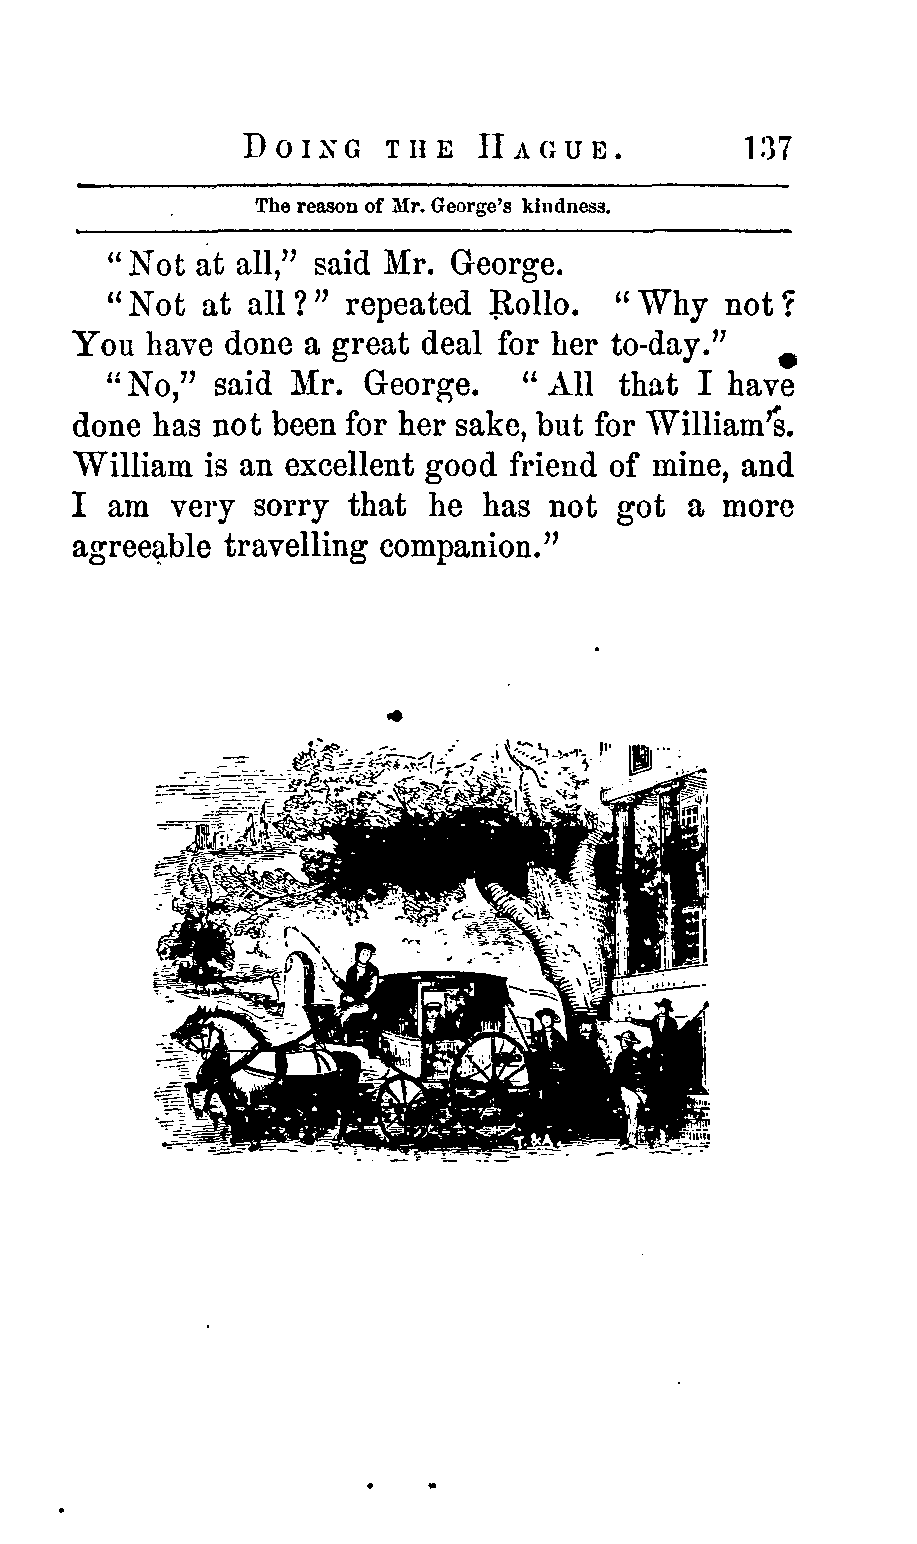 DOING THE HAGUE. 137
The reason of Mr. George's kindness.
"Not at all," said Mr. George.
"Not at all?" repeated Rollo. "Why not?
You have done a great deal for her to-day."
"No," said Mr. George. "All that I have
done has not been for her sake, but for William's.
William is an excellent good friend of mine, and
I am very sorry that he has not got a more
agreeable travelling companion."
T.&A.